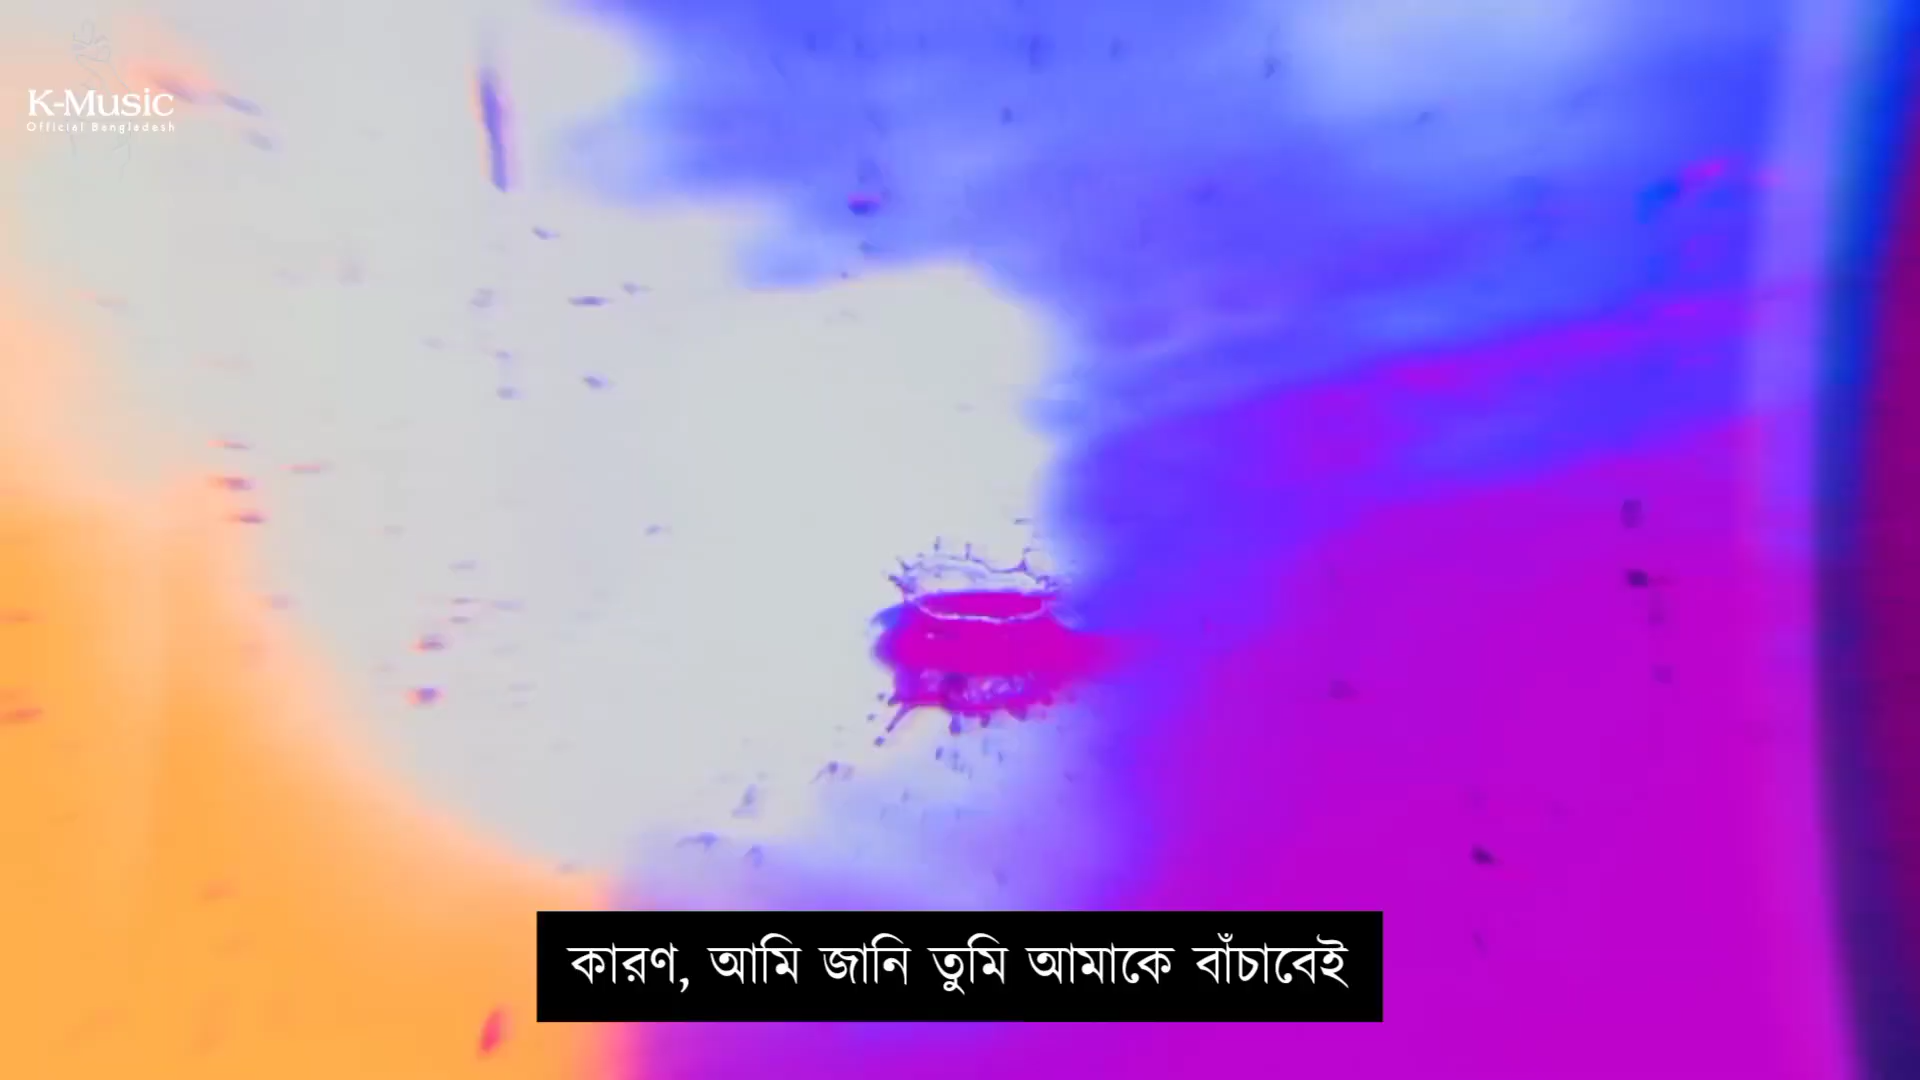 K-Music
Official Bangladesh
কারণ, আমি জানি তুমি আমাকে বাঁচাবেই